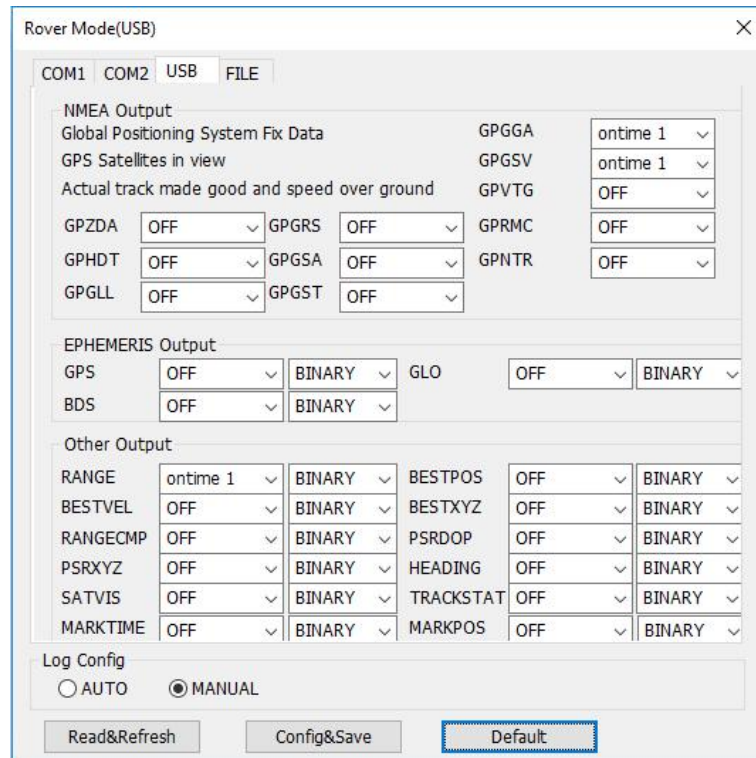 Rover Mode(USB)
COM1 COM2 USB FILE
NMEA Output
Global Positioning System Fix Data GPGGA ontime 1
GPS Satellites in view GPGSV ontime 1
Actual track made good and speed over ground GPVTG OFF
GPZDA OFF GPGRS OFF GPRMC OFF
GPHDT OFF GPGSA OFF GPNTR OFF
GPGLL OFF GPGST OFF
EPHEMERIS Output
GPS OFF BINARY GLO OFF BINARY
BDS OFF BINARY
Other Output
RANGE ontime 1 BINARY BESTPOS OFF BINARY
BESTVEL OFF BINARY BESTXYZ OFF BINARY
RANGECMP OFF BINARY PSRDOP OFF BINARY
PSRXYZ OFF BINARY HEADING OFF BINARY
SATVIS OFF BINARY TRACKSTAT OFF BINARY
MARKTIME OFF BINARY MARKPOS OFF BINARY
Log Config
AUTO MANUAL
Read&Refresh Config&Save Default